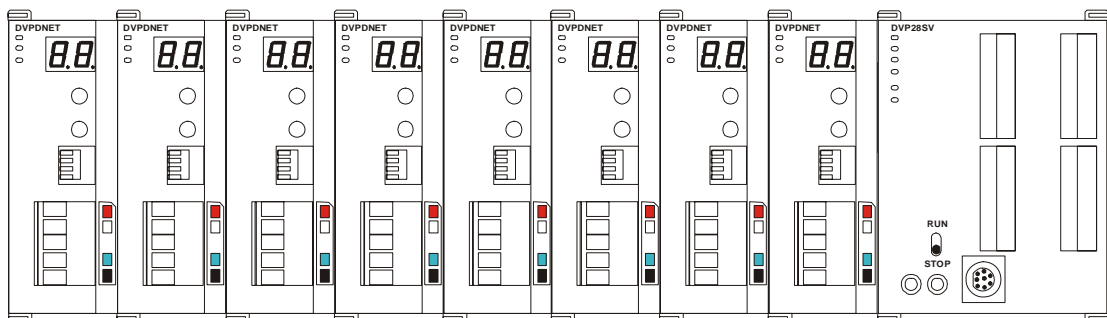 DVPDNET DVPDNET DVPDNET DVPDNET DVPDNET DVPDNET DVPDNET DVPDNET DVP28SV
8.8. 8.8. 8.8. 8.8. 8.8. 8.8. 8.8. 8.8.
RUN
STOP